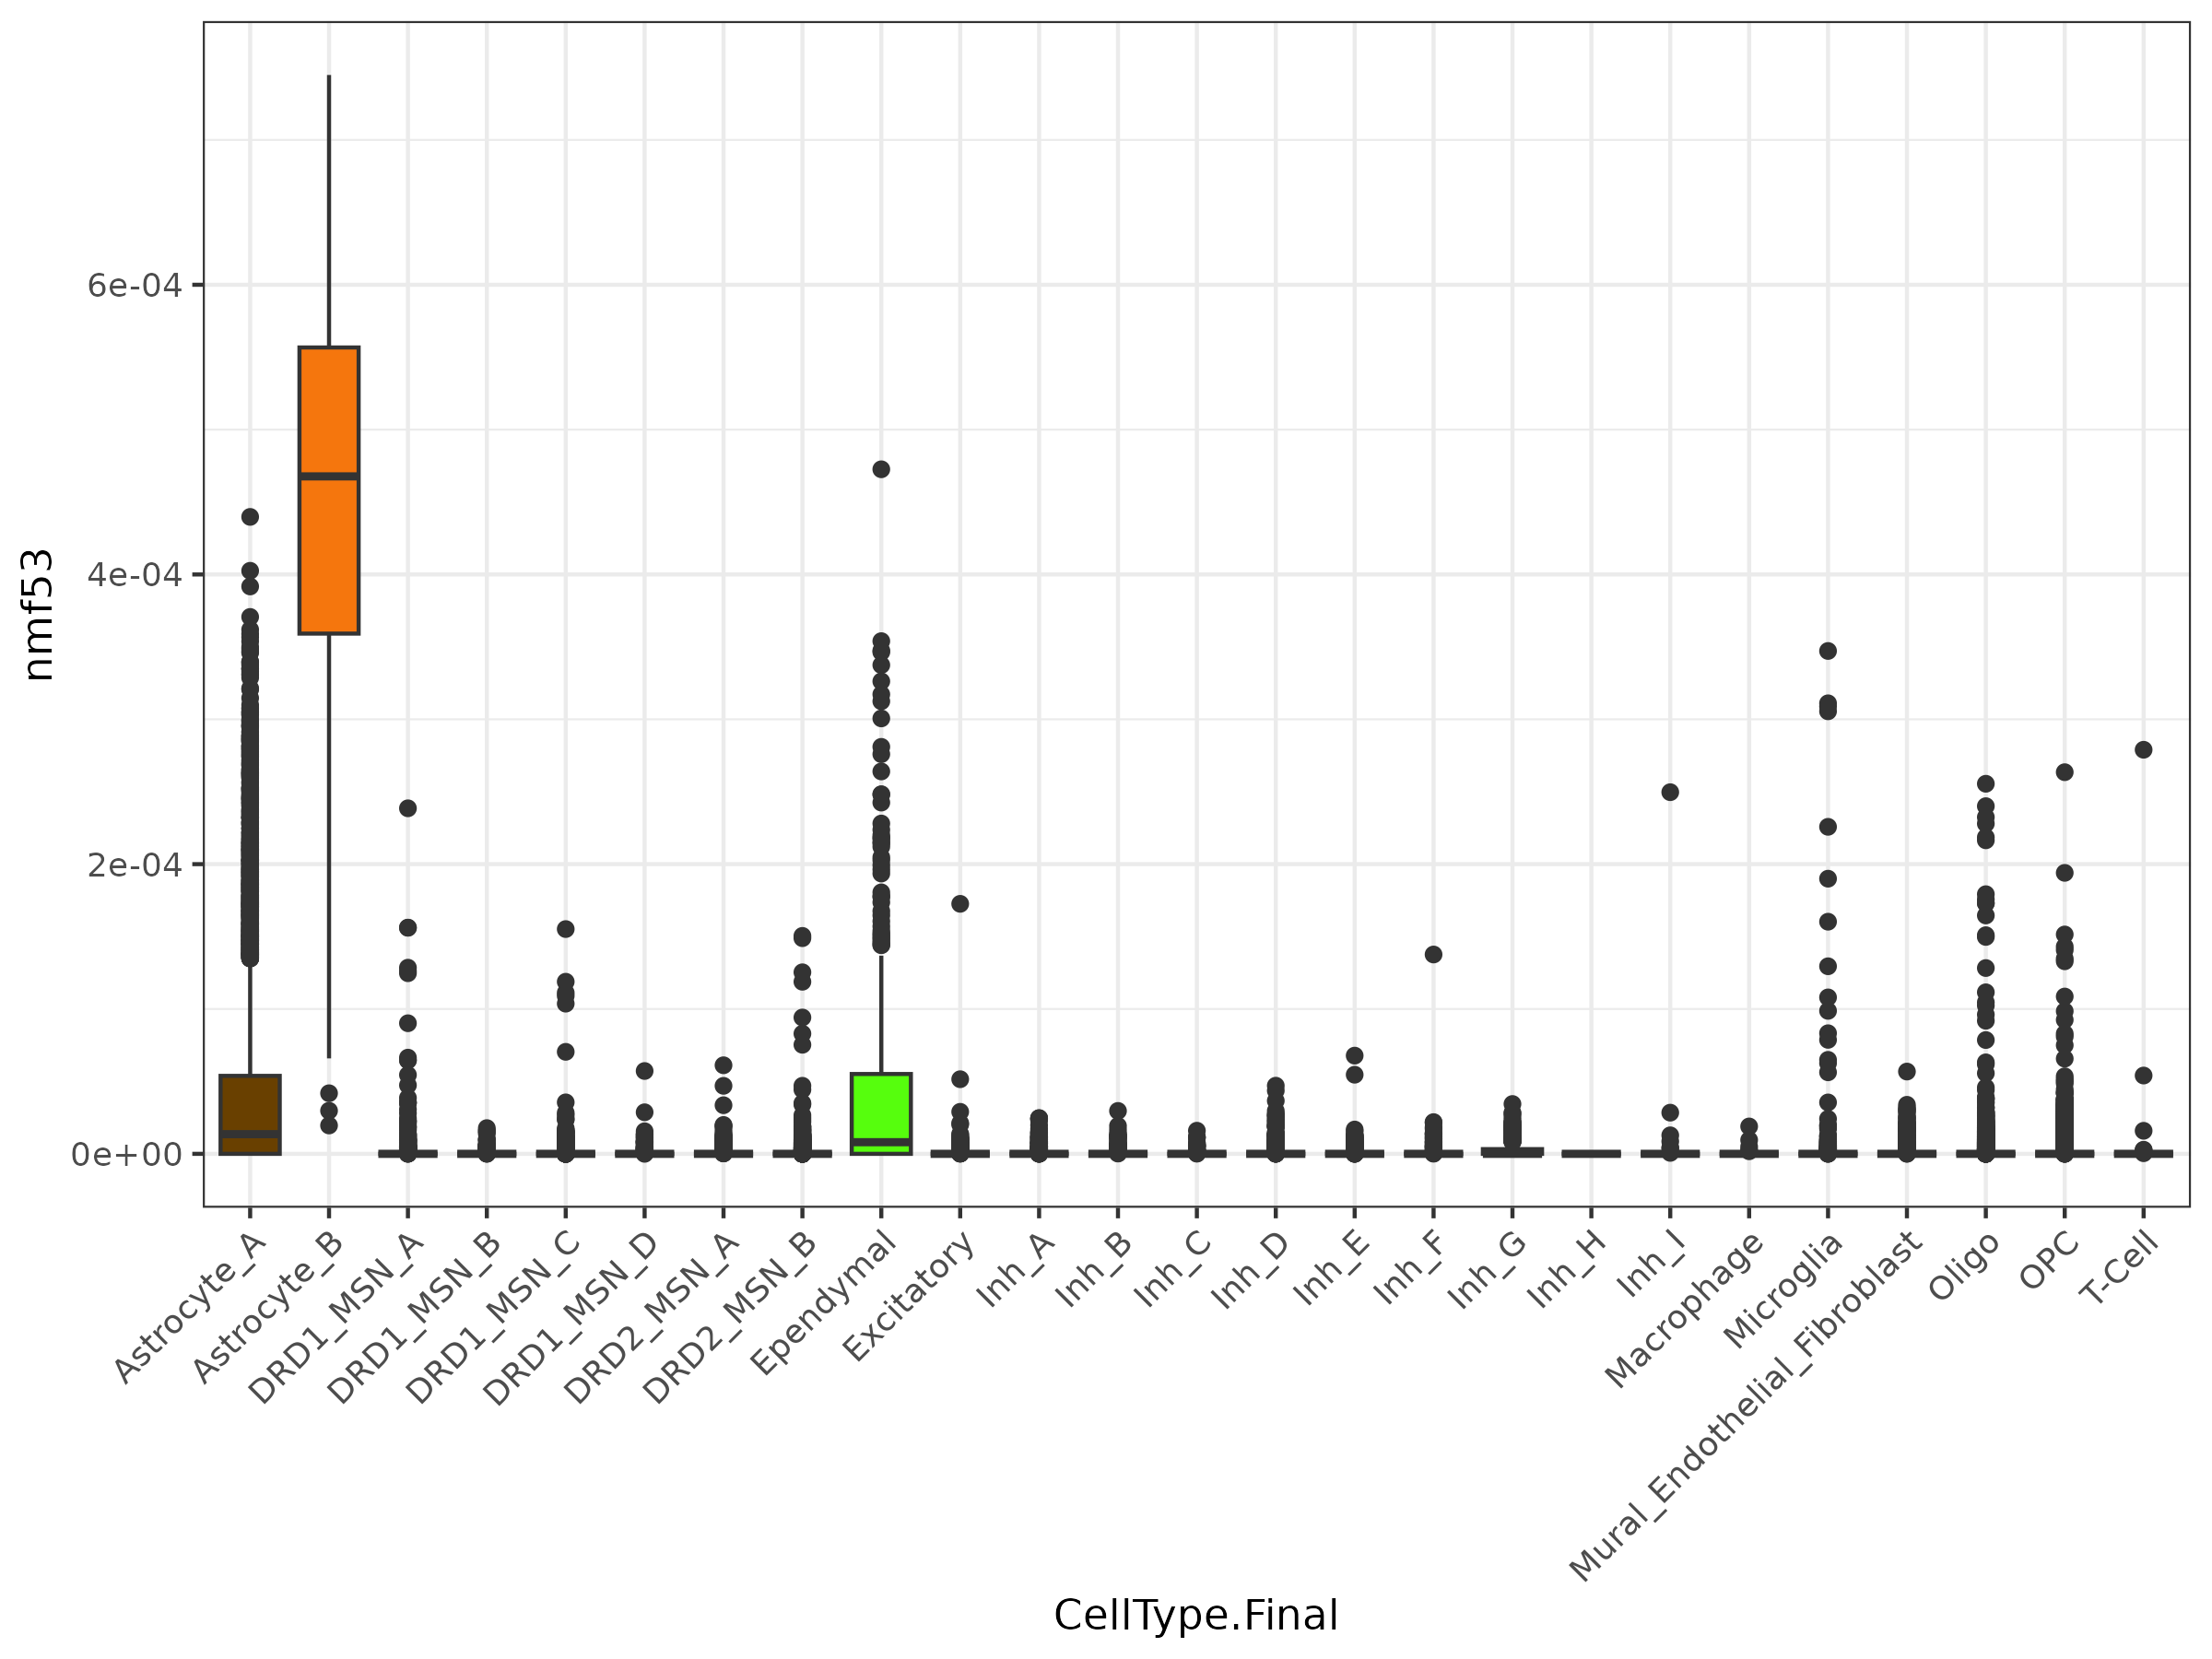 nmf53
6e-04
4e-04
2e-04
0e+00
Astrocyte_A
Astrocyte_B
DRD1_MSN_A
DRD1_MSN_B
DRD1_MSN_C
DRD1_MSN_D
DRD2_MSN_A
DRD2_MSN_B
Ependymal
Excitatory
Inh_A
Inh_B
Inh_C
Inh_D
Inh_E
Inh_F
Inh_G
Inh_H
Inh_I
Macrophage
Microglia
Mural_Endothelial_Fibroblast
Oligo
OPC
T-Cell
CellType.Final